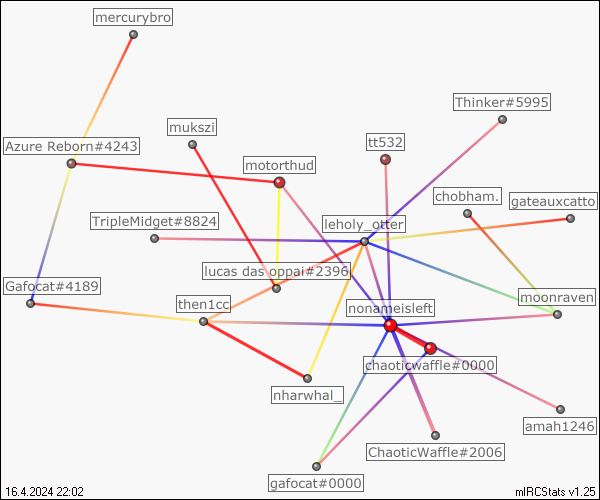 mercurybro
Thinker#5995
mukszi
Azure Reborn#4243
tt532
motorthud
chobham.
gateauxcatto
TripleMidget#8824
leholy_otter
lucas das oppai#2396
Gafocat#4189
moonraven
then1cc
nonameisleft
chaoticwaffle#0000
nharwhal_
amah1246
ChaoticWaffle#2006
gafocat#0000
16.4.2024 22:02
mIRCStats v1.25